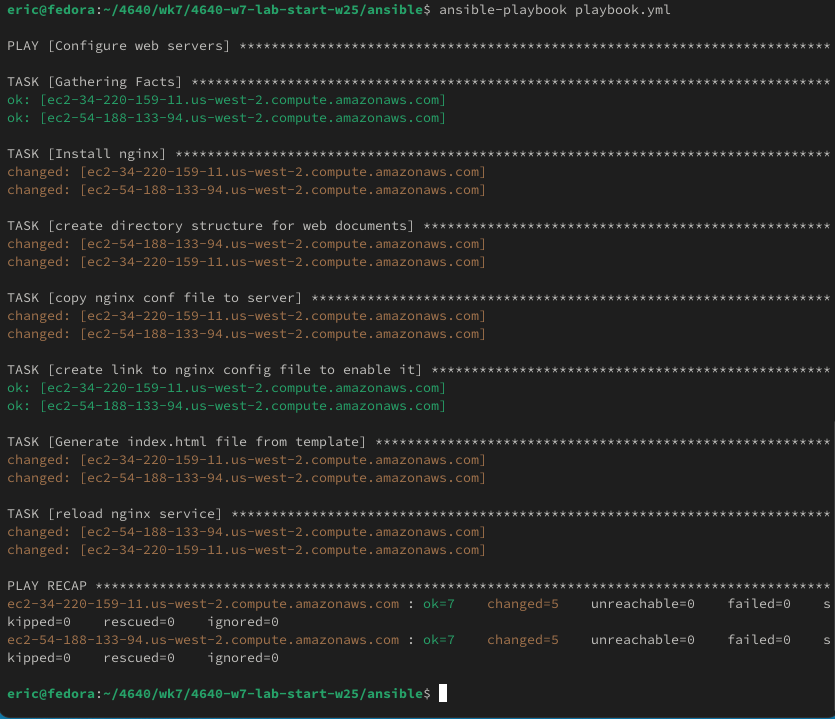 eric@fedora:~/4640/wk7/4640-w7-lab-start-w25/ansible$ ansible-playbook playbook.yml
PLAY [Configure web servers] **************************************************************************
TASK [Gathering Facts] ********************************************************************************
ok: [ec2-34-220-159-11.us-west-2.compute.amazonaws.com]
ok: [ec2-54-188-133-94.us-west-2.compute.amazonaws.com]
TASK [Install nginx] **********************************************************************************
changed: [ec2-34-220-159-11.us-west-2.compute.amazonaws.com]
changed: [ec2-54-188-133-94.us-west-2.compute.amazonaws.com]
TASK [create directory structure for web documents] ***************************************************
changed: [ec2-54-188-133-94.us-west-2.compute.amazonaws.com]
changed: [ec2-34-220-159-11.us-west-2.compute.amazonaws.com]
TASK [copy nginx conf file to server] *****************************************************************
changed: [ec2-34-220-159-11.us-west-2.compute.amazonaws.com]
changed: [ec2-54-188-133-94.us-west-2.compute.amazonaws.com]
TASK [create link to nginx config file to enable it] **************************************************
ok: [ec2-34-220-159-11.us-west-2.compute.amazonaws.com]
ok: [ec2-54-188-133-94.us-west-2.compute.amazonaws.com]
TASK [Generate index.html file from template] *********************************************************
changed: [ec2-34-220-159-11.us-west-2.compute.amazonaws.com]
changed: [ec2-54-188-133-94.us-west-2.compute.amazonaws.com]
TASK [reload nginx service] ***************************************************************************
changed: [ec2-54-188-133-94.us-west-2.compute.amazonaws.com]
changed: [ec2-34-220-159-11.us-west-2.compute.amazonaws.com]
PLAY RECAP ********************************************************************************************
ec2-34-220-159-11.us-west-2.compute.amazonaws.com : ok=7    changed=5    unreachable=0    failed=0    s
kipped=0    rescued=0    ignored=0
ec2-54-188-133-94.us-west-2.compute.amazonaws.com : ok=7    changed=5    unreachable=0    failed=0    s
kipped=0    rescued=0    ignored=0
eric@fedora:~/4640/wk7/4640-w7-lab-start-w25/ansible$